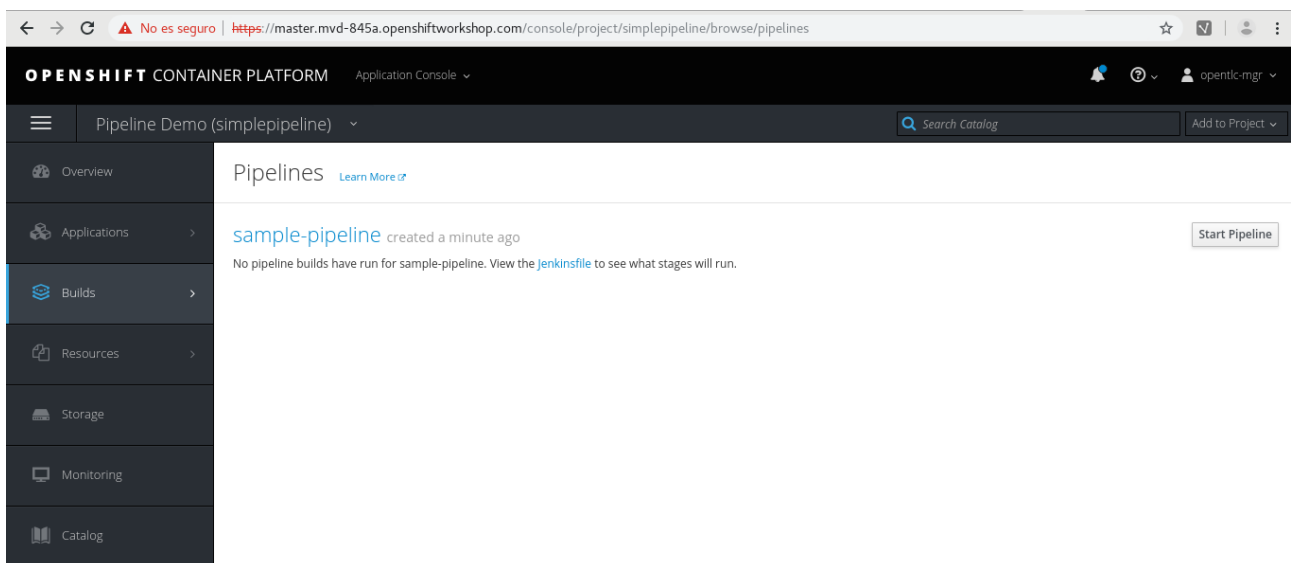 No es seguro | https://master.mvd-845a.openshiftworkshop.com/console/project/simplepipeline/browse/pipelines
OPENSHIFT CONTAINER PLATFORM Application Console opentlc-mgr
Pipeline Demo (simplepipeline) Search Catalog Add to Project
Overview
Pipelines Learn More
Applications
sample-pipeline created a minute ago Start Pipeline
No pipeline builds have run for sample-pipeline. View the Jenkinsfile to see what stages will run.
Builds
Resources
Storage
Monitoring
Catalog